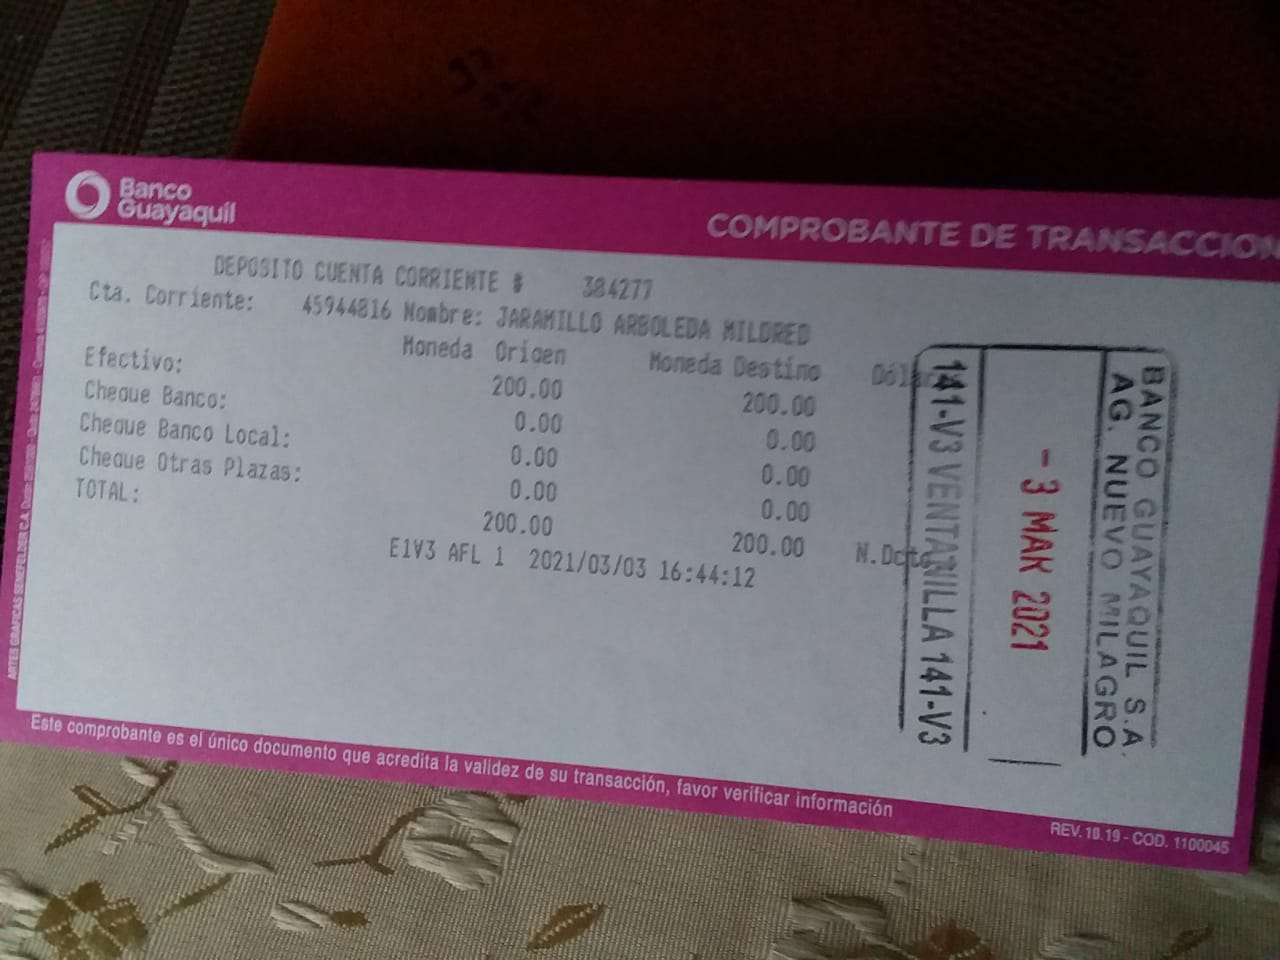 Banco
Guayaquil
COMPROBANTE DE TRANSACCION
DEPOSITO CUENTA CORRIENTE # 384277
Cta. Corriente: 45944816 Nombre: JARAMILLO ARBOLEDA MILDRED
Moneda Origen Moneda Destino Dólar
Efectivo: 200.00 200.00
Cheque Banco: 0.00 0.00
Cheque Banco Local: 0.00 0.00
Cheque Otras Plazas: 0.00 0.00
TOTAL: 200.00 200.00 N.Dcto
E1V3 AFL 1 2021/03/03 16:44:12
BANCO GUAYAQUIL S.A.
AG. NUEVO MILAGRO
- 3 MAR 2021
141-V3 VENTANILLA 141-V3
Este comprobante es el único documento que acredita la validez de su transacción, favor verificar información
REV. 10.19 - COD. 1100045
ARTES GRAFICAS SENEFELDER C.A.